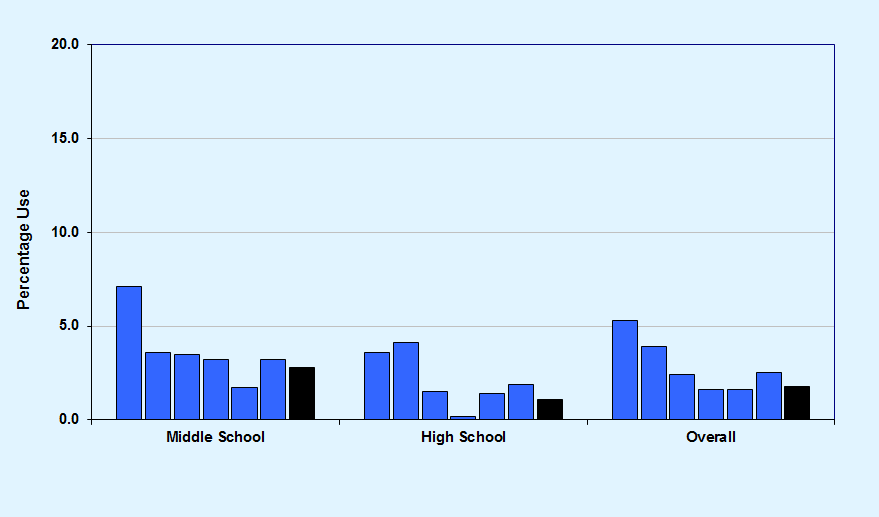 20.0
15.0
10.0
5.0
0.0
Percentage Use
Middle School
High School
Overall